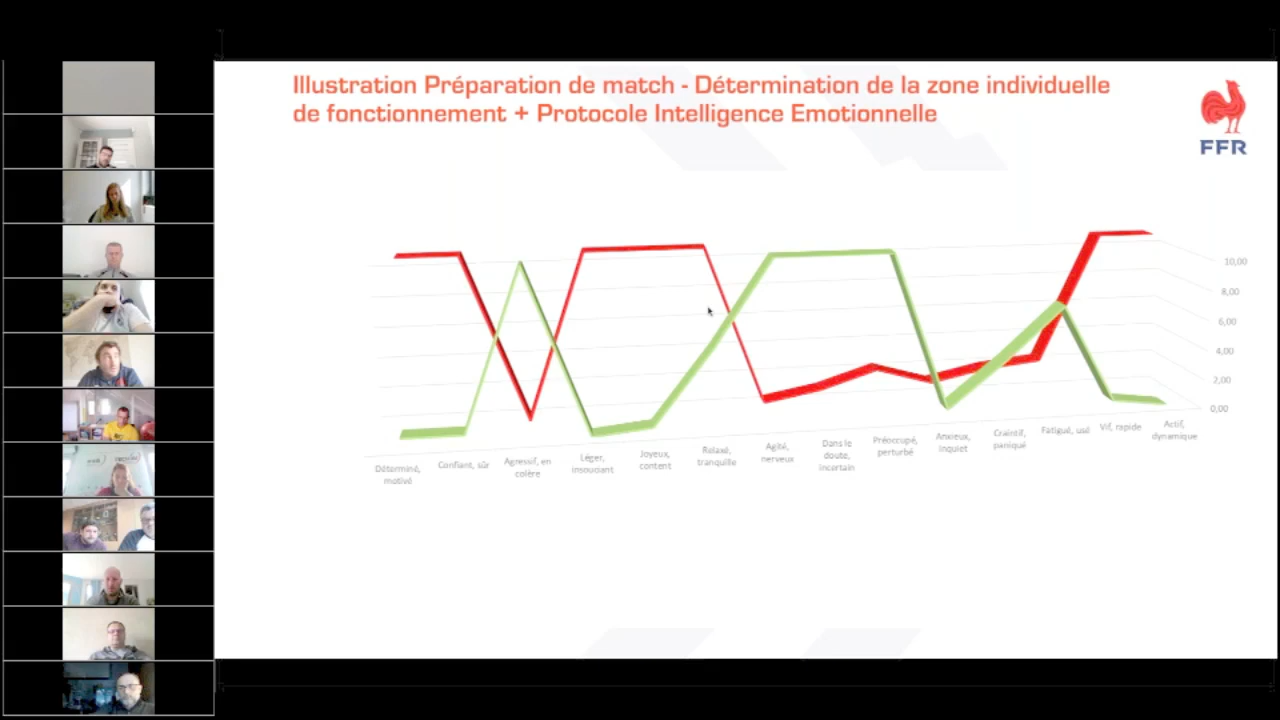 Illustration Préparation de match - Détermination de la zone individuelle
de fonctionnement + Protocole Intelligence Emotionnelle
FFR
10,00
8,00
6,00
4,00
2,00
0,00
Déterminé,
motivé
Confiant, sûr
Agressif, en
colère
Léger,
insouciant
Joyeux,
content
Relaxé,
tranquille
Agité,
nerveux
Dans le
doute,
incertain
Préoccupé,
perturbé
Anxieux,
inquiet
Craintif,
paniqué
Fatigué, usé
Vif, rapide
Actif,
dynamique